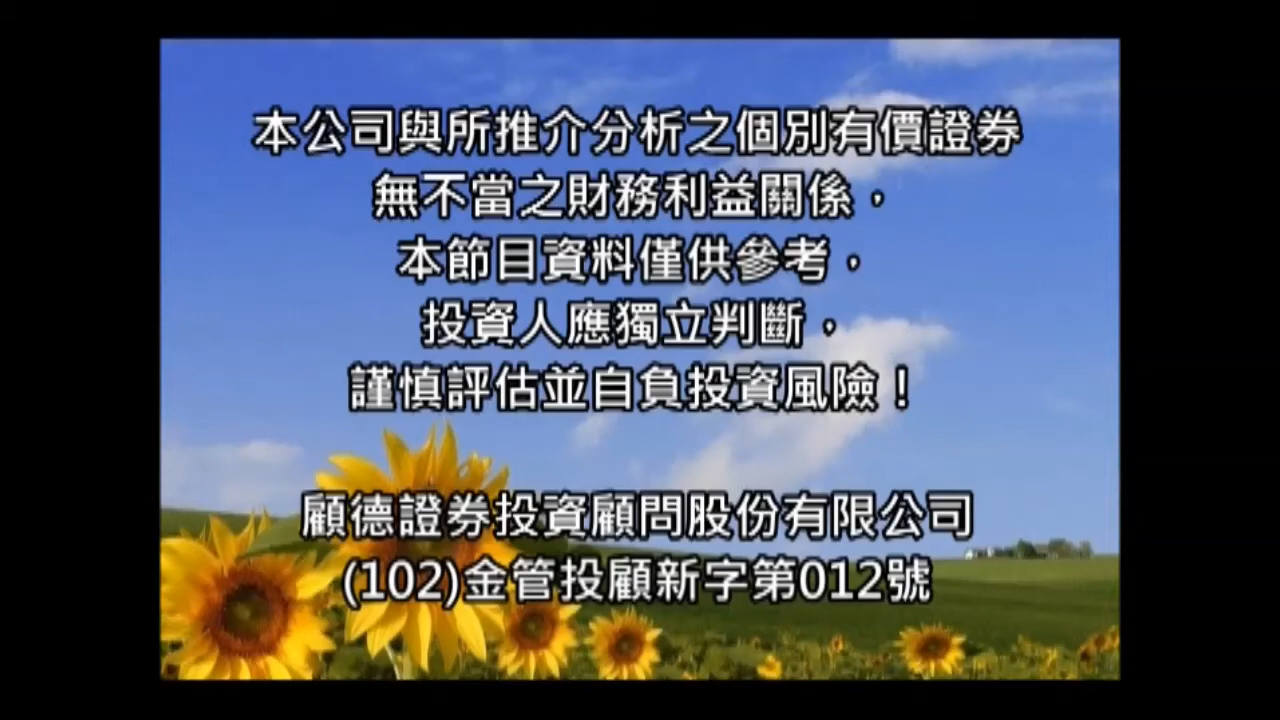 本公司與所推介分析之個別有價證券
無不當之財務利益關係，
本節目資料僅供參考，
投資人應獨立判斷，
謹慎評估並自負投資風險！
顧德證券投資顧問股份有限公司
(102)金管投顧新字第012號